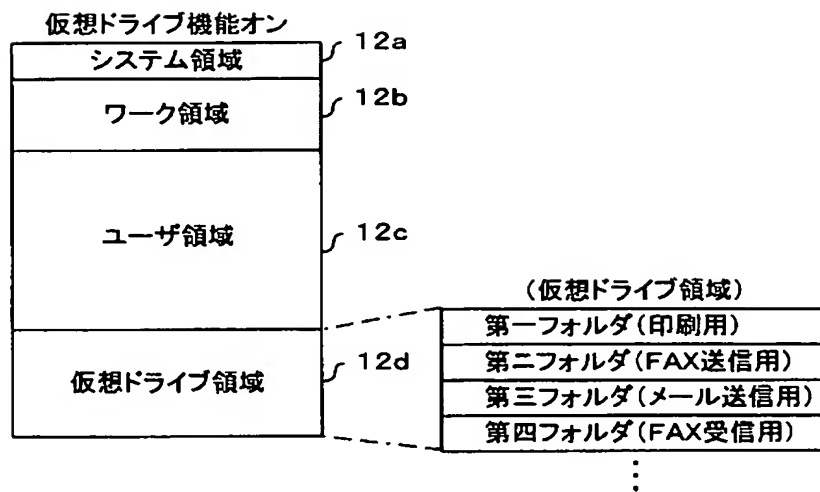 仮想ドライブ機能オン
システム領域
12a
ワーク領域
12b
ユーザ領域
12c
仮想ドライブ領域
12d
(仮想ドライブ領域)
第一フォルダ(印刷用)
第二フォルダ(FAX送信用)
第三フォルダ(メール送信用)
第四フォルダ(FAX受信用)
⋮